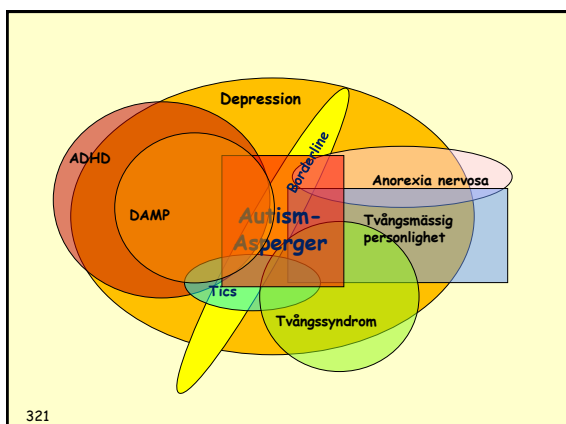 Depression
ADHD
Borderline
Anorexia nervosa
DAMP
Autism-
Asperger
Tvångsmässig
personlighet
Tics
Tvångssyndrom
321